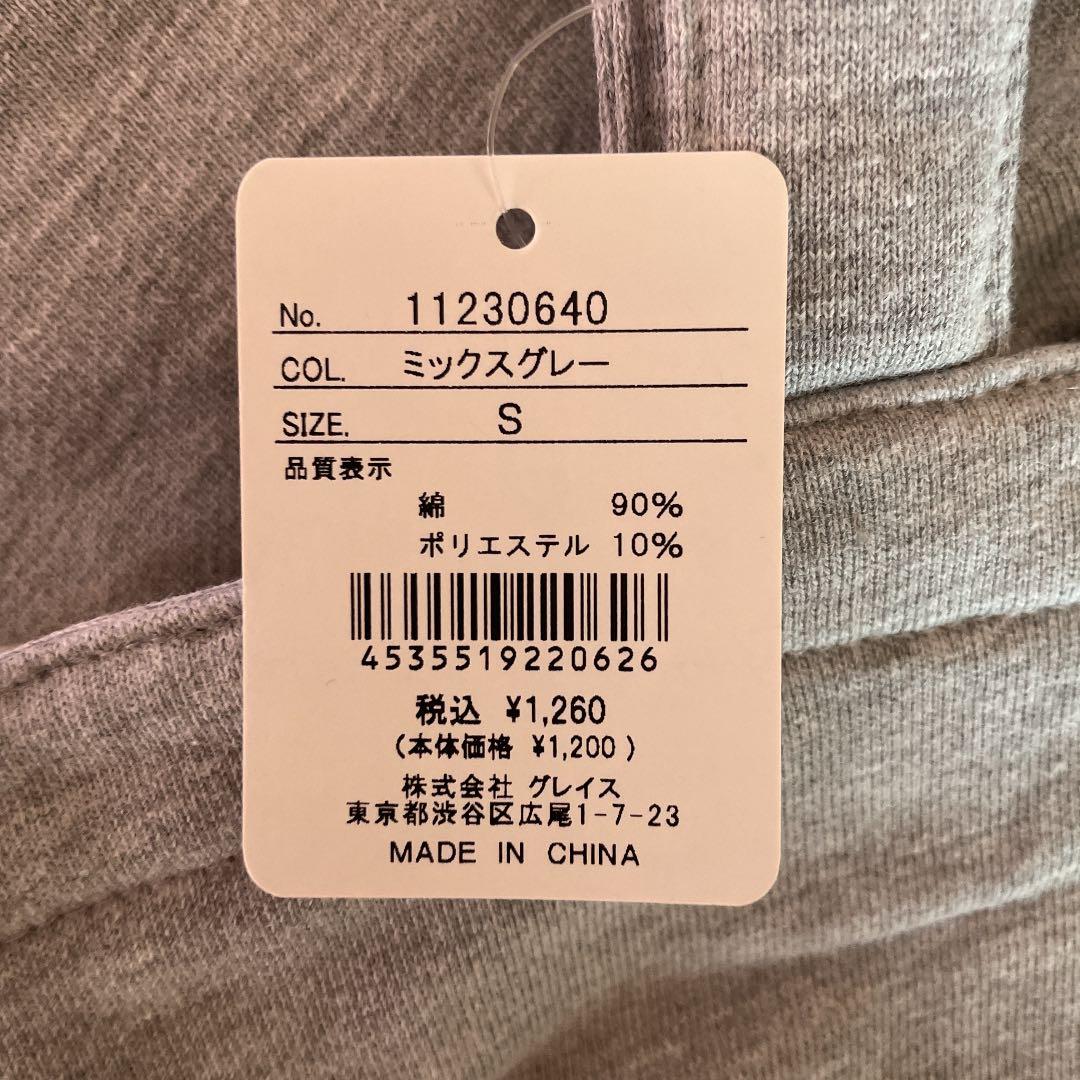 No. 11230640
COL. ミックスグレー
SIZE. S
品質表示
綿 90%
ポリエステル 10%
4535519220626
税込 ¥1,260
(本体価格 ¥1,200)
株式会社 グレイス
東京都渋谷区広尾1-7-23
MADE IN CHINA